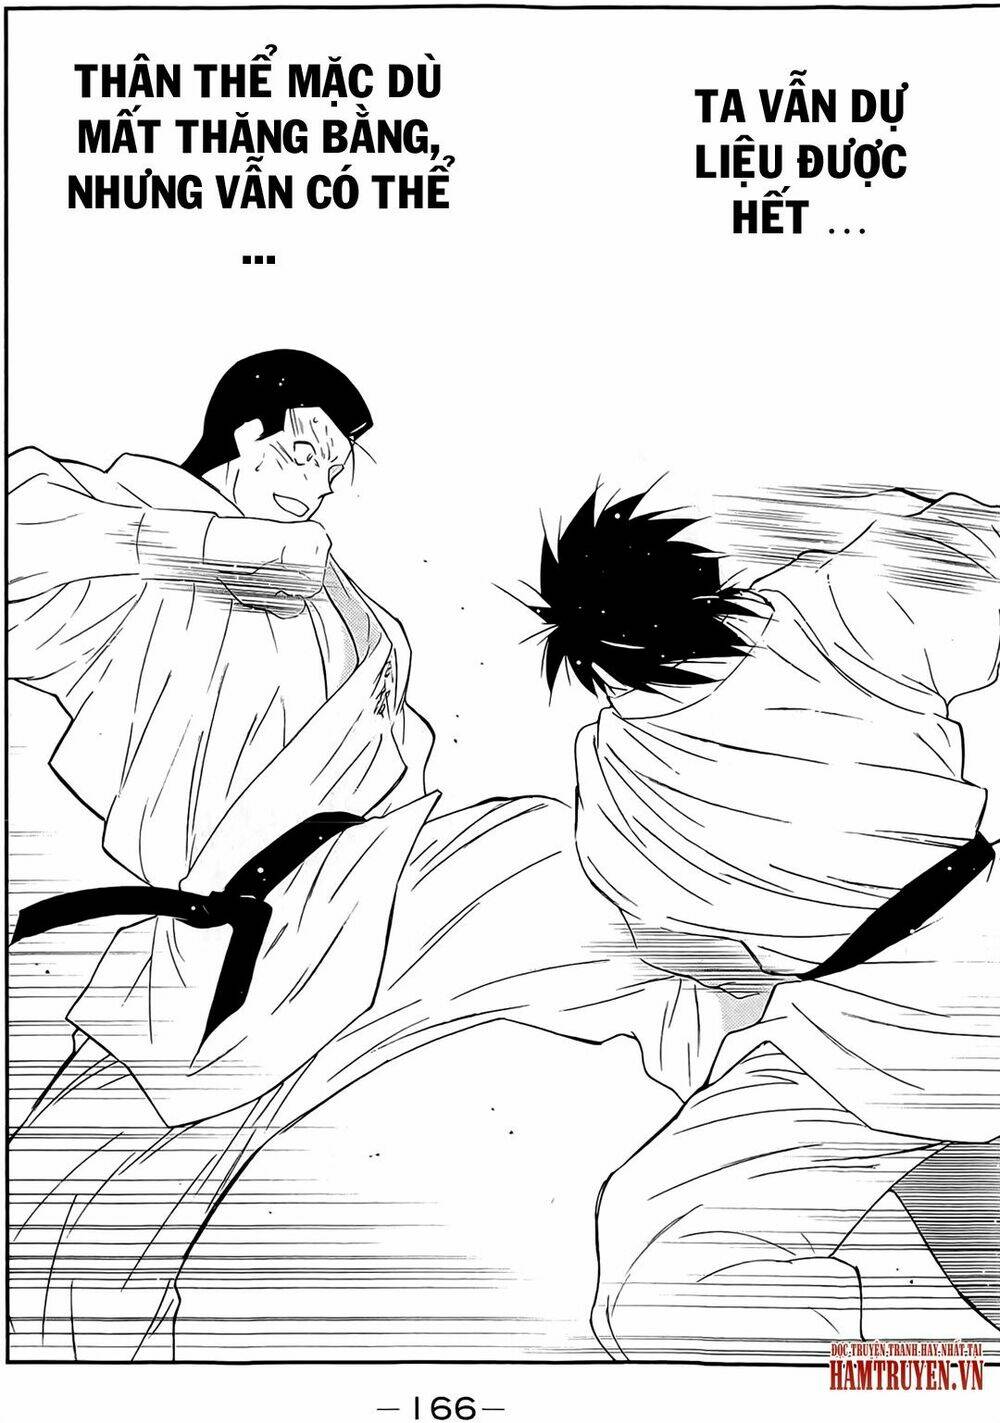 TA VẪN DỰ
LIỆU ĐƯỢC
HẾT ...
THÂN THỂ MẶC DÙ
MẤT THĂNG BẰNG,
NHƯNG VẪN CÓ THỂ
...
ĐỌC TRUYỆN TRANH HAY NHẤT TẠI
HAMTRUYEN.VN
—166—